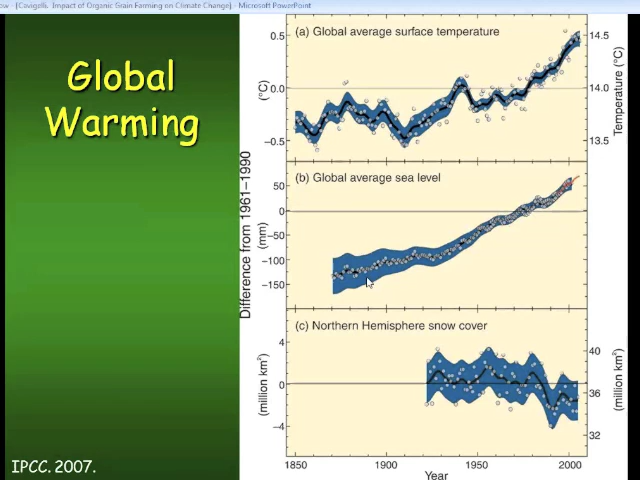 ow - [Cavigelli. Impact of Organic Grain Farming on Climate Change] - Microsoft PowerPoint
Global
Warming
IPCC. 2007.
Difference from 1961–1990
(a) Global average surface temperature
0.5
0.0
−0.5
(°C)
14.5
14.0
13.5
Temperature (°C)
(b) Global average sea level
50
0
−50
−100
−150
(mm)
(c) Northern Hemisphere snow cover
4
0
−4
(million km²)
40
36
32
(million km²)
1850
1900
1950
2000
Year